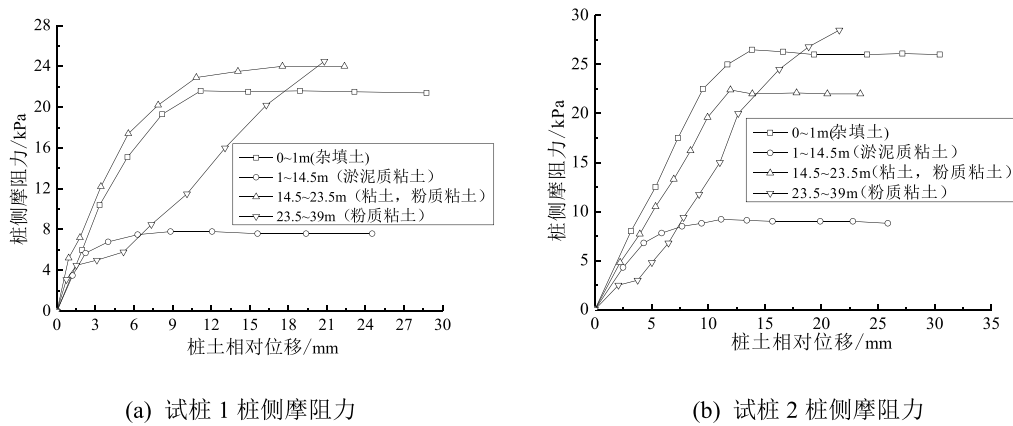 28
24
20
16
12
8
4
0
桩侧摩阻力/kPa
0~1m(杂填土)
1~14.5m（淤泥质粘土）
14.5~23.5m（粘土，粉质粘土）
23.5~39m（粉质粘土）
0 3 6 9 12 15 18 21 24 27 30
桩土相对位移/mm
(a) 试桩 1 桩侧摩阻力
30
25
20
15
10
5
0
桩侧摩阻力/kPa
0~1m(杂填土)
1~14.5m（淤泥质粘土）
14.5~23.5m(粘土，粉质粘土)
23.5~39m（粉质粘土）
0 5 10 15 20 25 30 35
桩土相对位移/mm
(b) 试桩 2 桩侧摩阻力